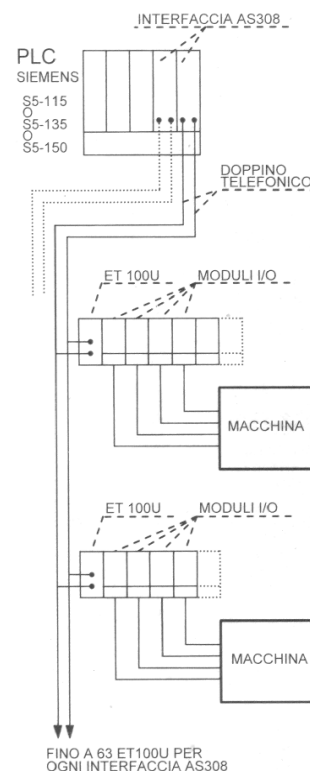 INTERFACCIA AS308
PLC
SIEMENS
S5-115
O
S5-135
O
S5-150
DOPPINO
TELEFONICO
ET 100U
MODULI I/O
MACCHINA
ET 100U
MODULI I/O
MACCHINA
FINO A 63 ET100U PER
OGNI INTERFACCIA AS308